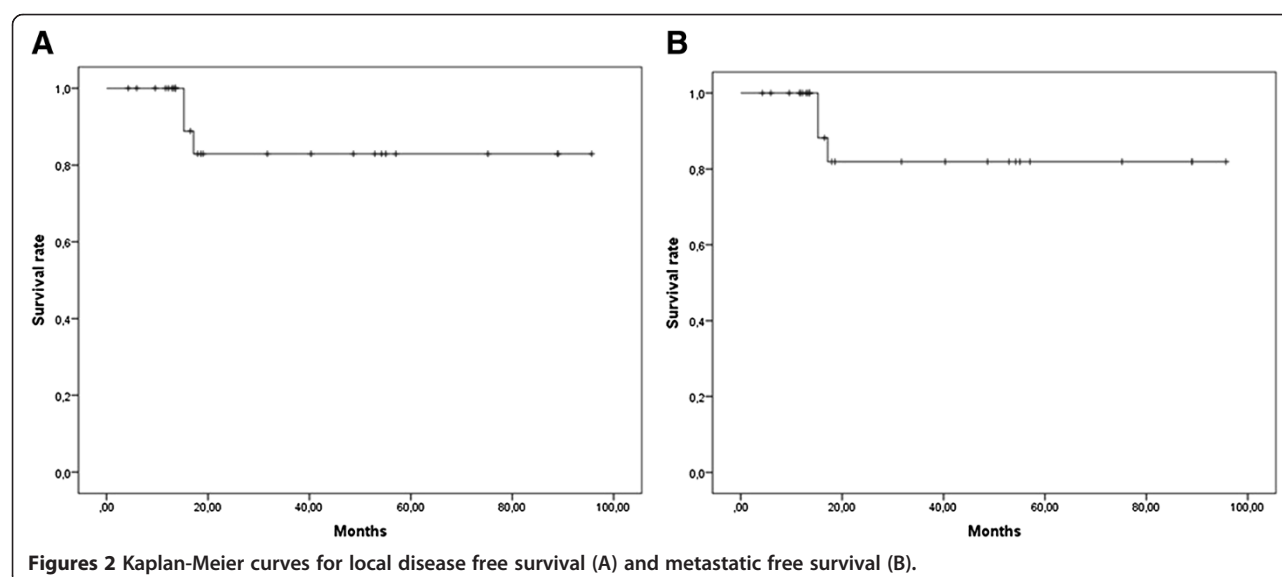 A
B
1,0
0,8
0,6
0,4
0,2
0,0
Survival rate
,00 20,00 40,00 60,00 80,00 100,00
Months
1,0
0,8
0,6
0,4
0,2
0,0
Survival rate
,00 20,00 40,00 60,00 80,00 100,00
Months
Figures 2 Kaplan-Meier curves for local disease free survival (A) and metastatic free survival (B).